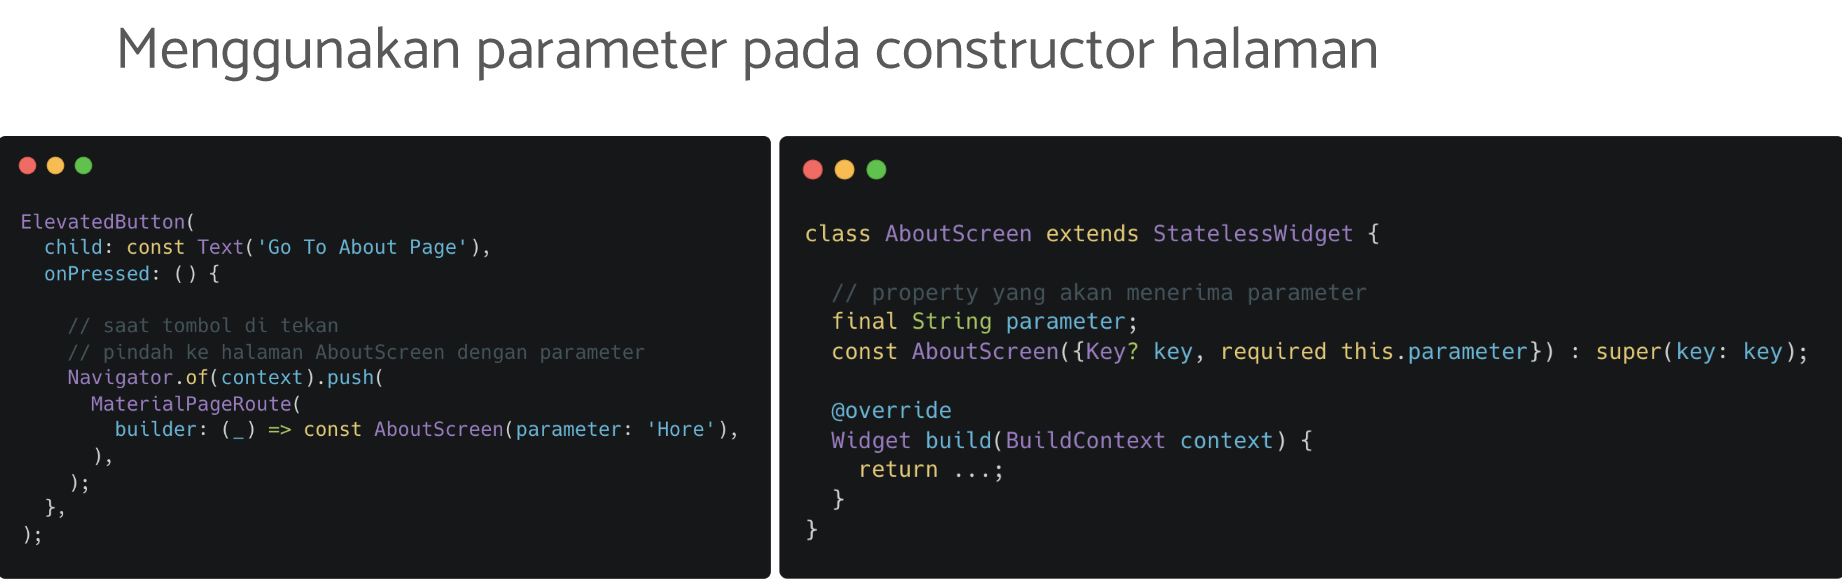 Menggunakan parameter pada constructor halaman
ElevatedButton(
child: const Text('Go To About Page'),
onPressed: () {
// saat tombol di tekan
// pindah ke halaman AboutScreen dengan parameter
Navigator.of(context).push(
MaterialPageRoute(
builder: (_) => const AboutScreen(parameter: 'Hore'),
),
);
},
);
class AboutScreen extends StatelessWidget {
// property yang akan menerima parameter
final String parameter;
const AboutScreen({Key? key, required this.parameter}) : super(key: key);
@override
Widget build(BuildContext context) {
return ...;
}
}